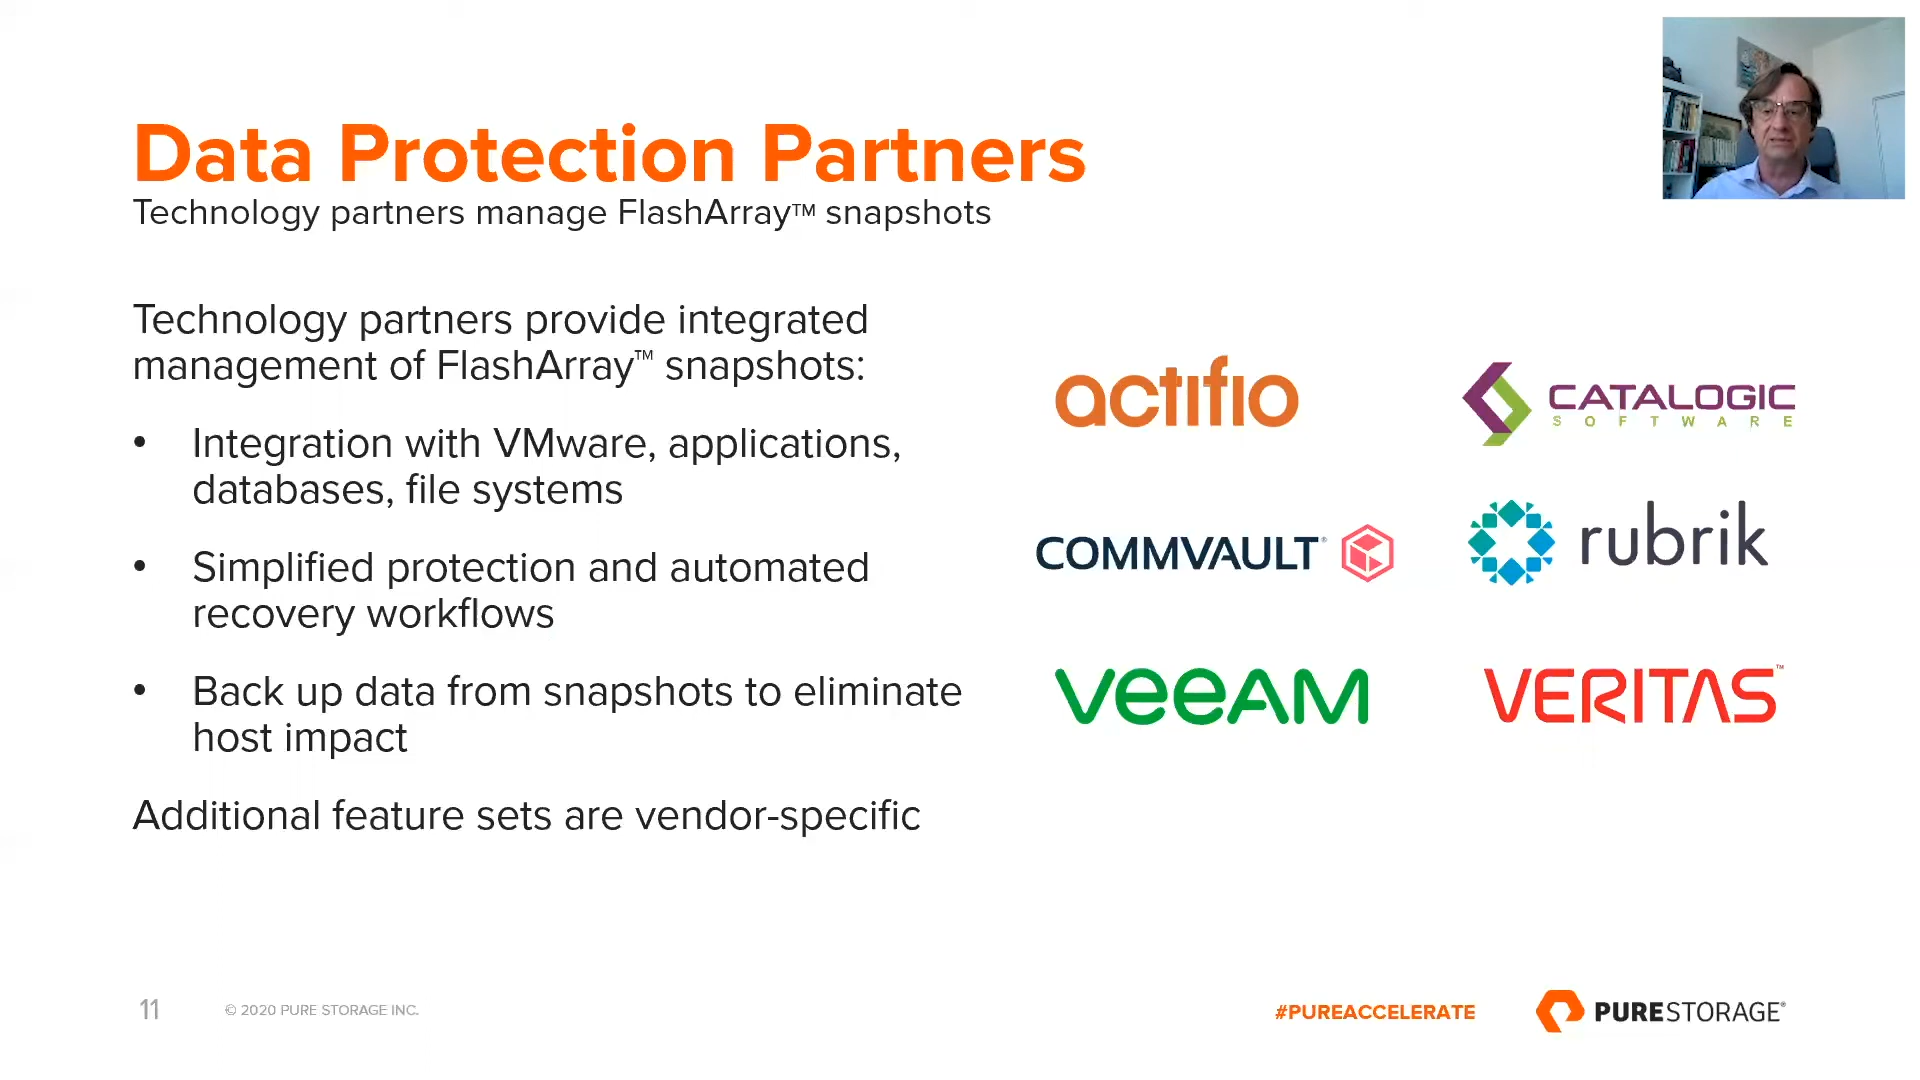 Data Protection Partners
Technology partners manage FlashArray™ snapshots
Technology partners provide integrated
management of FlashArray™ snapshots:
• Integration with VMware, applications,
databases, file systems
• Simplified protection and automated
recovery workflows
• Back up data from snapshots to eliminate
host impact
Additional feature sets are vendor-specific
actifio
CATALOGIC
SOFTWARE
COMMVAULT®
rubrik
veeAM
VERITAS™
11
© 2020 PURE STORAGE INC.
#PUREACCELERATE
PURESTORAGE®